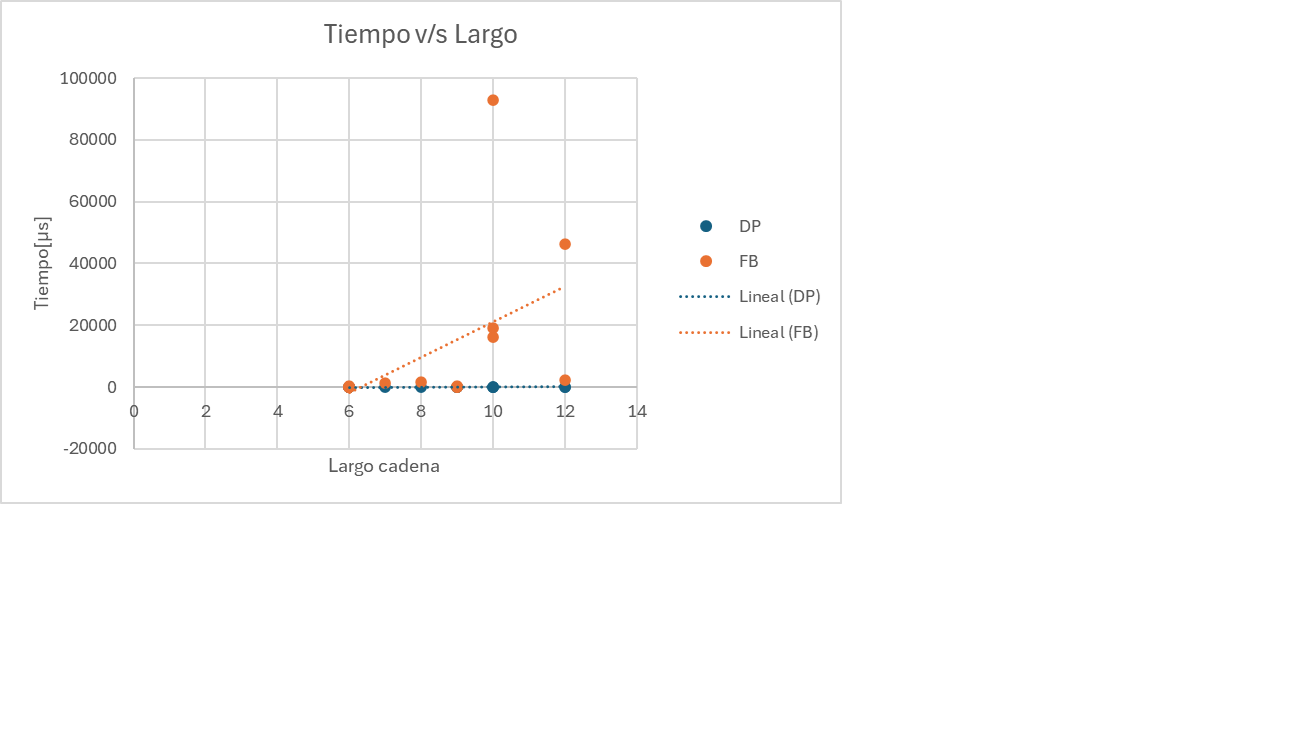 Tiempo v/s Largo
100000
80000
60000
40000
20000
0
-20000
Tiempo[µs]
0 2 4 6 8 10 12 14
Largo cadena
DP
FB
Lineal (DP)
Lineal (FB)